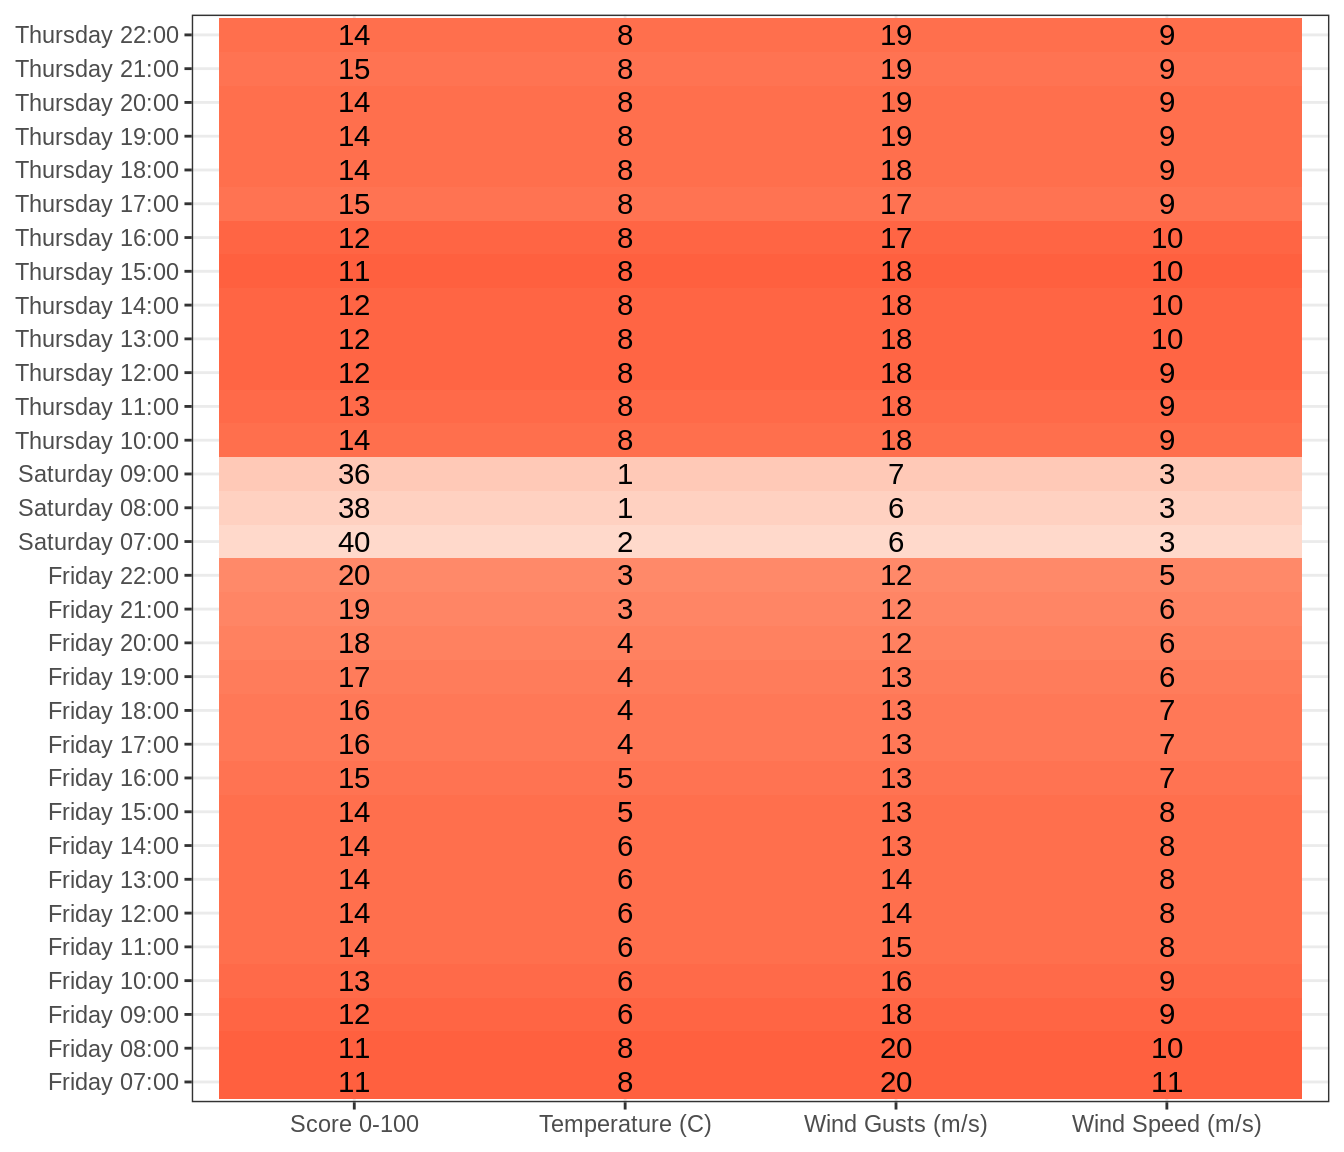 Thursday 22:00 14 8 19 9
Thursday 21:00 15 8 19 9
Thursday 20:00 14 8 19 9
Thursday 19:00 14 8 19 9
Thursday 18:00 14 8 18 9
Thursday 17:00 15 8 17 9
Thursday 16:00 12 8 17 10
Thursday 15:00 11 8 18 10
Thursday 14:00 12 8 18 10
Thursday 13:00 12 8 18 10
Thursday 12:00 12 8 18 9
Thursday 11:00 13 8 18 9
Thursday 10:00 14 8 18 9
Saturday 09:00 36 1 7 3
Saturday 08:00 38 1 6 3
Saturday 07:00 40 2 6 3
Friday 22:00 20 3 12 5
Friday 21:00 19 3 12 6
Friday 20:00 18 4 12 6
Friday 19:00 17 4 13 6
Friday 18:00 16 4 13 7
Friday 17:00 16 4 13 7
Friday 16:00 15 5 13 7
Friday 15:00 14 5 13 8
Friday 14:00 14 6 13 8
Friday 13:00 14 6 14 8
Friday 12:00 14 6 14 8
Friday 11:00 14 6 15 8
Friday 10:00 13 6 16 9
Friday 09:00 12 6 18 9
Friday 08:00 11 8 20 10
Friday 07:00 11 8 20 11
Score 0-100 Temperature (C) Wind Gusts (m/s) Wind Speed (m/s)